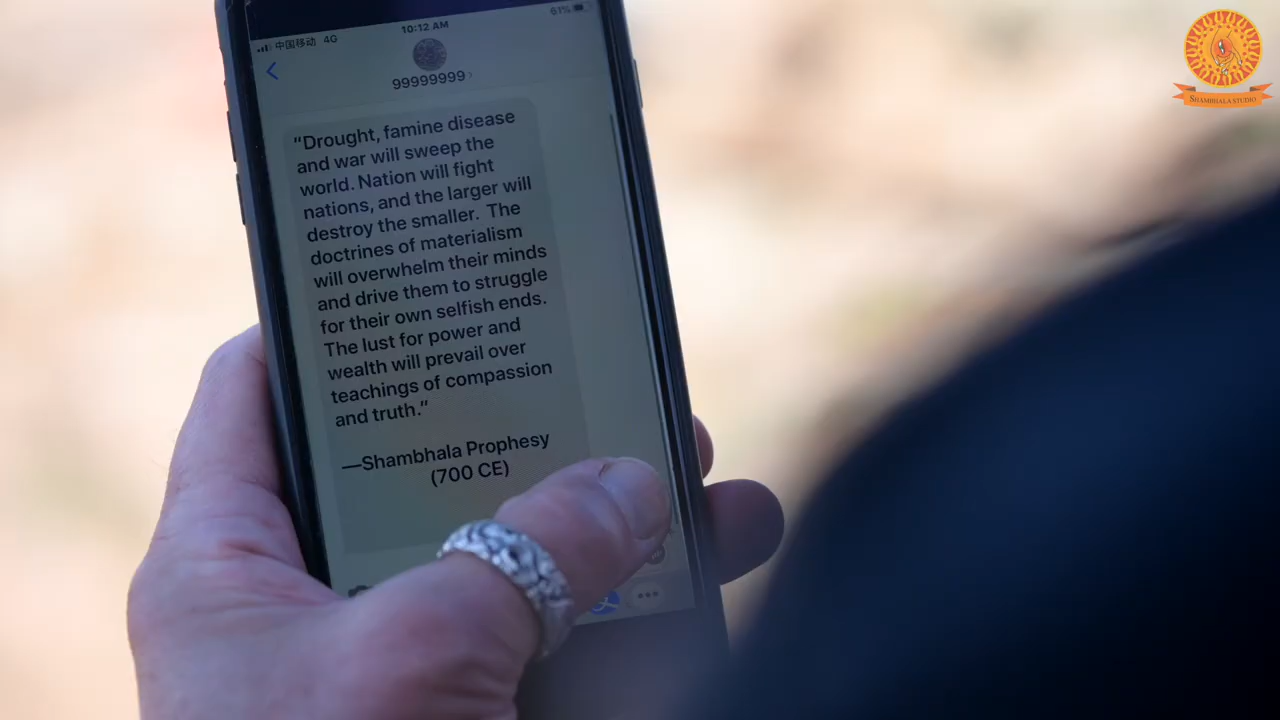 中国移动 4G
10:12 AM
61%
99999999
“Drought, famine disease
and war will sweep the
world. Nation will fight
nations, and the larger will
destroy the smaller. The
doctrines of materialism
will overwhelm their minds
and drive them to struggle
for their own selfish ends.
The lust for power and
wealth will prevail over
teachings of compassion
and truth.”
—Shambhala Prophesy
(700 CE)
SHAMBHALA STUDIO